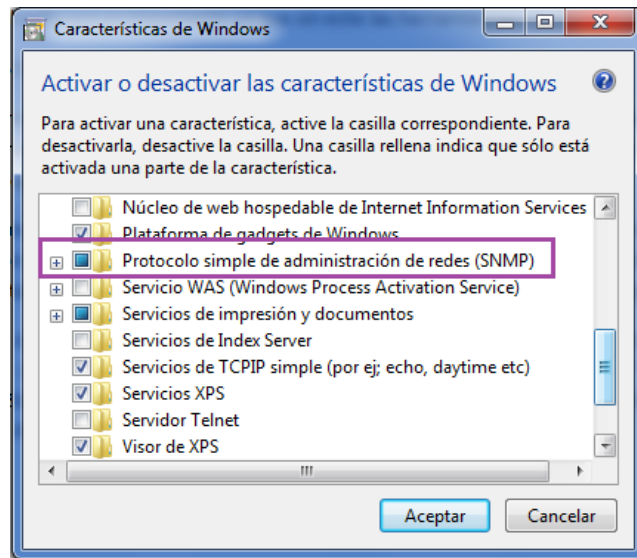 Características de Windows
Activar o desactivar las características de Windows
Para activar una característica, active la casilla correspondiente. Para
desactivarla, desactive la casilla. Una casilla rellena indica que sólo está
activada una parte de la característica.
Núcleo de web hospedable de Internet Information Services
Plataforma de gadgets de Windows
Protocolo simple de administración de redes (SNMP)
Servicio WAS (Windows Process Activation Service)
Servicios de impresión y documentos
Servicios de Index Server
Servicios de TCPIP simple (por ej; echo, daytime etc)
Servicios XPS
Servidor Telnet
Visor de XPS
Aceptar Cancelar